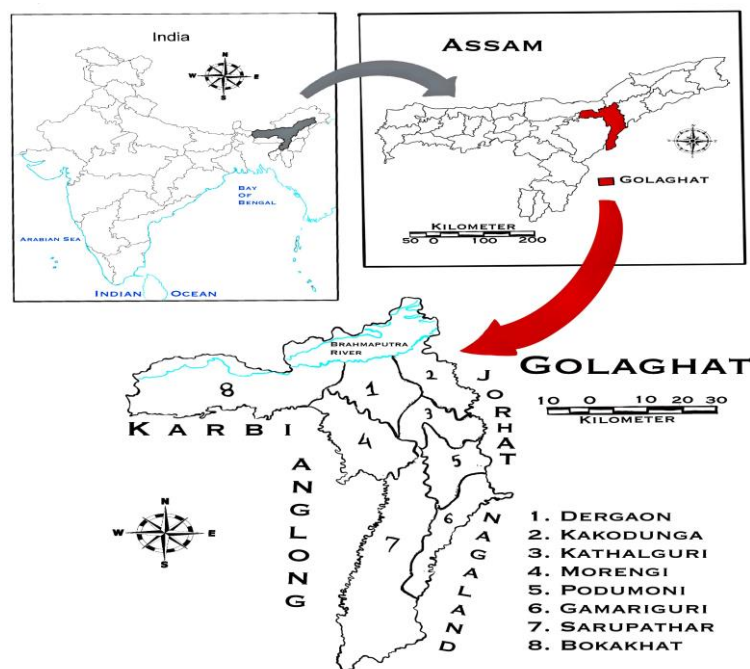 India
N
W E
S
BAY
OF
BENGAL
ARABIAN SEA
INDIAN OCEAN
ASSAM
N
W E
S
GOLAGHAT
KILOMETER
50 0 100 200
BRAHMAPUTRA
RIVER
GOLAGHAT
10 0 10 20 30
KILOMETER
KARBI
ANGLONG
JORHAT
NAGALAND
8
1
2
3
4
5
6
7
N
W E
S
1. DERGAON
2. KAKODUNGA
3. KATHALGURI
4. MORENGI
5. PODUMONI
6. GAMARIGURI
7. SARUPATHAR
8. BOKAKHAT